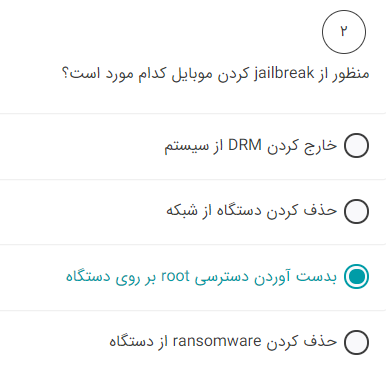 ۲
منظور از jailbreak کردن موبایل کدام مورد است؟
خارج کردن DRM از سیستم
حذف کردن دستگاه از شبکه
بدست آوردن دسترسی root بر روی دستگاه
حذف کردن ransomware از دستگاه